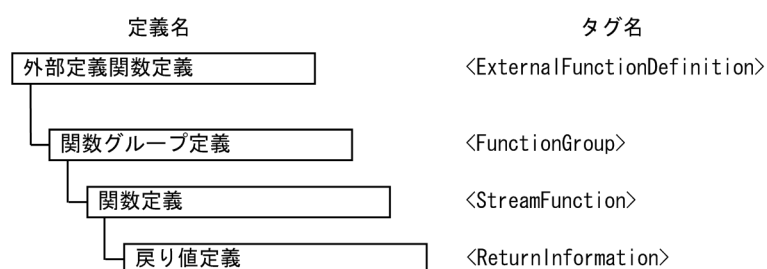 定義名 タグ名
外部定義関数定義 <ExternalFunctionDefinition>
関数グループ定義 <FunctionGroup>
関数定義 <StreamFunction>
戻り値定義 <ReturnInformation>